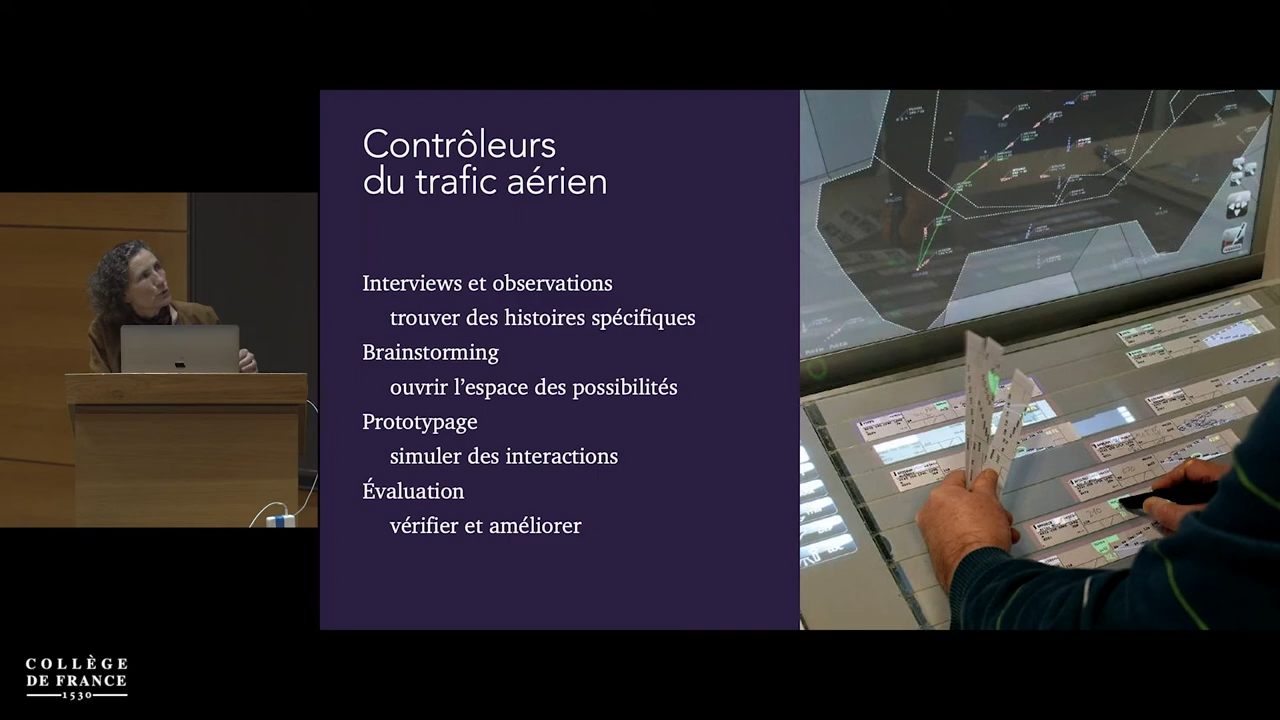 Contrôleurs
du trafic aérien
Interviews et observations
trouver des histoires spécifiques
Brainstorming
ouvrir l’espace des possibilités
Prototypage
simuler des interactions
Évaluation
vérifier et améliorer
COLLÈGE
DE FRANCE
1530